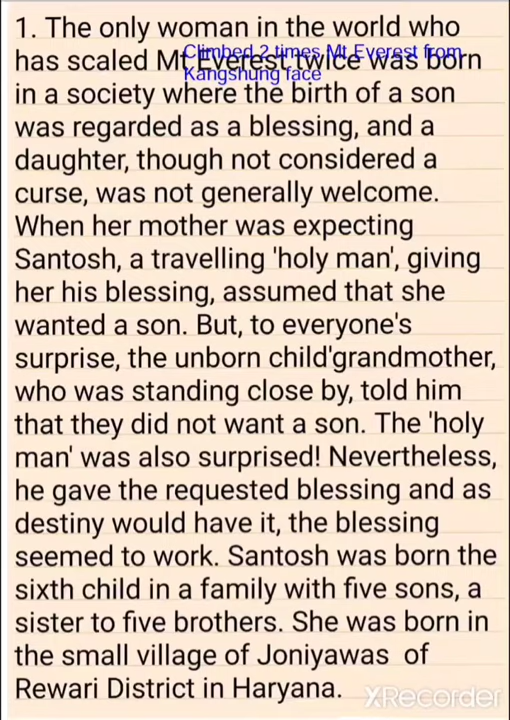 1. The only woman in the world who
Climbed 2 times Mt Everest from
has scaled Mt Everest twice was born
Kangshung face
in a society where the birth of a son
was regarded as a blessing, and a
daughter, though not considered a
curse, was not generally welcome.
When her mother was expecting
Santosh, a travelling 'holy man', giving
her his blessing, assumed that she
wanted a son. But, to everyone's
surprise, the unborn child'grandmother,
who was standing close by, told him
that they did not want a son. The 'holy
man' was also surprised! Nevertheless,
he gave the requested blessing and as
destiny would have it, the blessing
seemed to work. Santosh was born the
sixth child in a family with five sons, a
sister to five brothers. She was born in
the small village of Joniyawas of
Rewari District in Haryana.
XRecorder